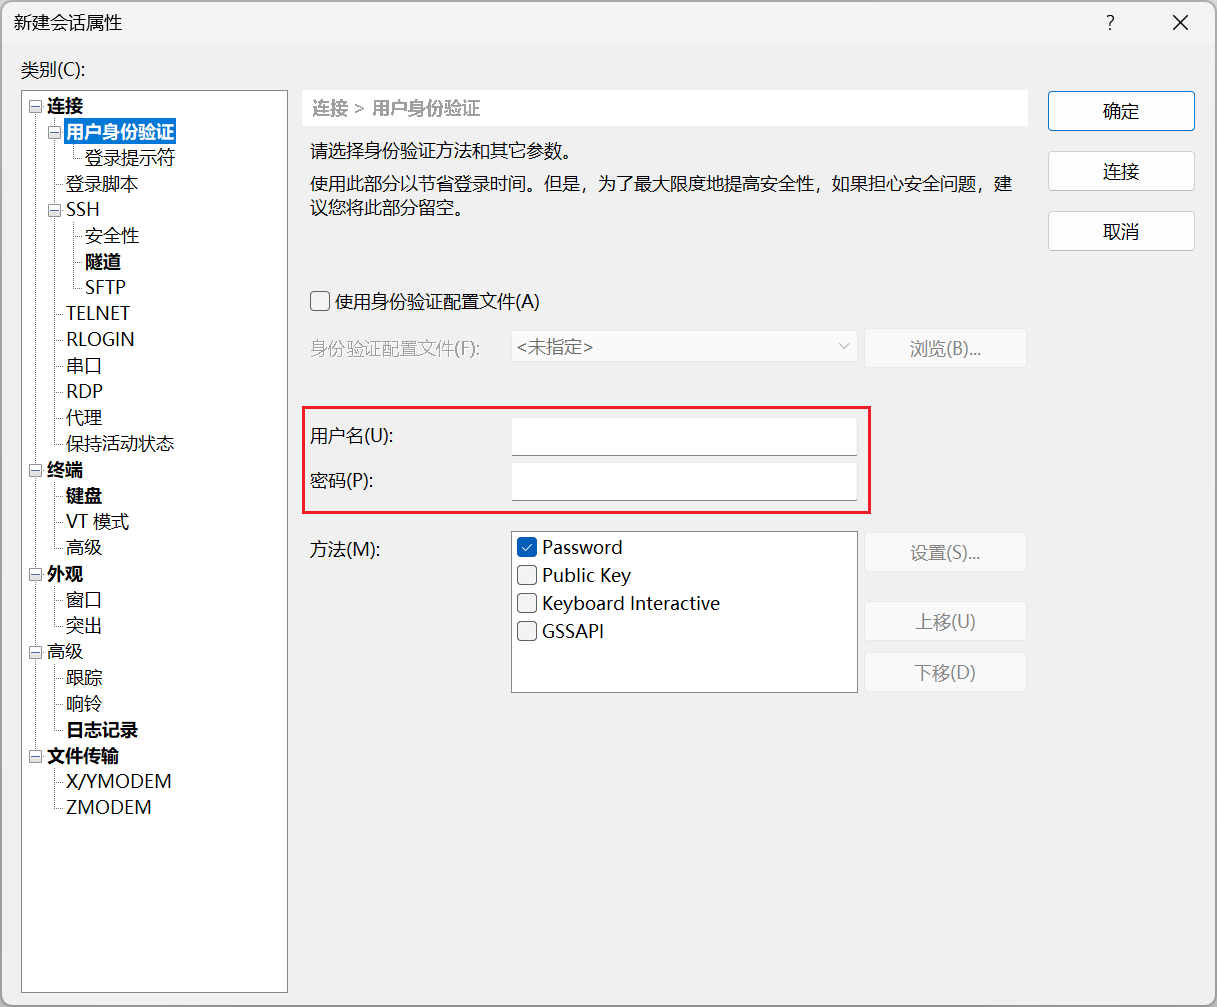 新建会话属性
类别(C):
连接
用户身份验证
登录提示符
登录脚本
SSH
安全性
隧道
SFTP
TELNET
RLOGIN
串口
RDP
代理
保持活动状态
终端
键盘
VT 模式
高级
外观
窗口
突出
高级
跟踪
响铃
日志记录
文件传输
X/YMODEM
ZMODEM
连接 > 用户身份验证
请选择身份验证方法和其它参数。
使用此部分以节省登录时间。但是，为了最大限度地提高安全性，如果担心安全问题，建
议您将此部分留空。
使用身份验证配置文件(A)
身份验证配置文件(F): <未指定> 浏览(B)...
用户名(U):
密码(P):
方法(M):
Password
Public Key
Keyboard Interactive
GSSAPI
设置(S)...
上移(U)
下移(D)
确定
连接
取消